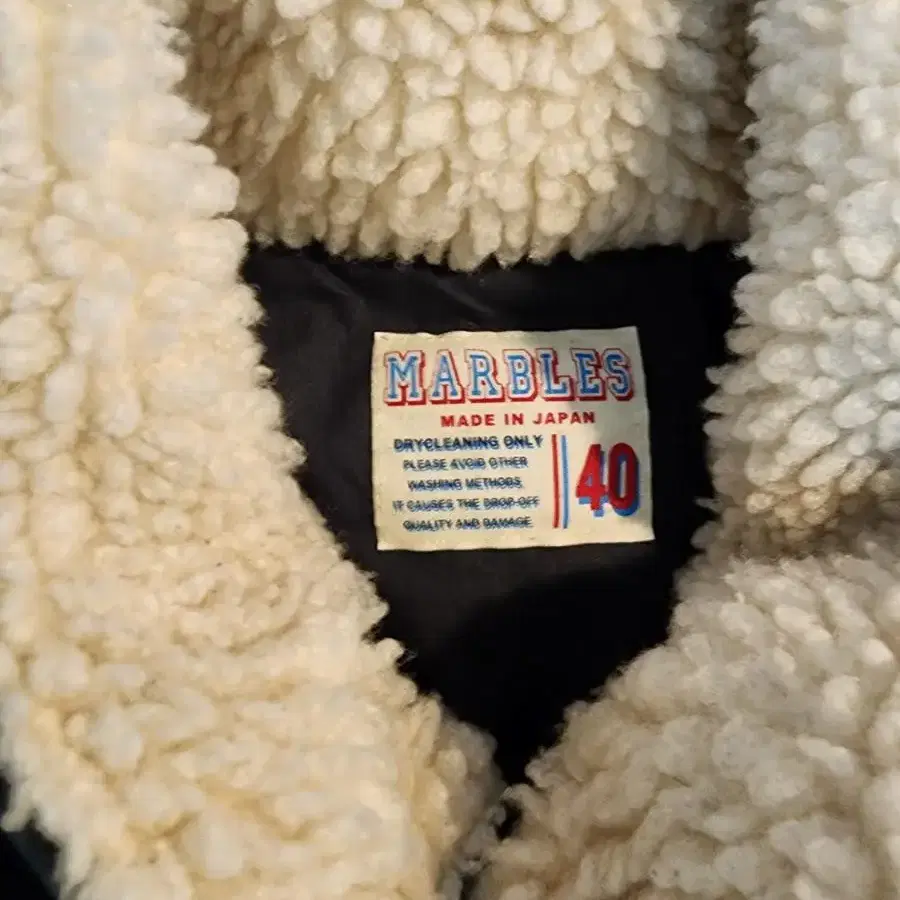 MARBLES
MADE IN JAPAN
DRYCLEANING ONLY
PLEASE AVOID OTHER
WASHING METHODS.
IT CAUSES THE DROP-OFF
QUALITY AND DAMAGE.
40